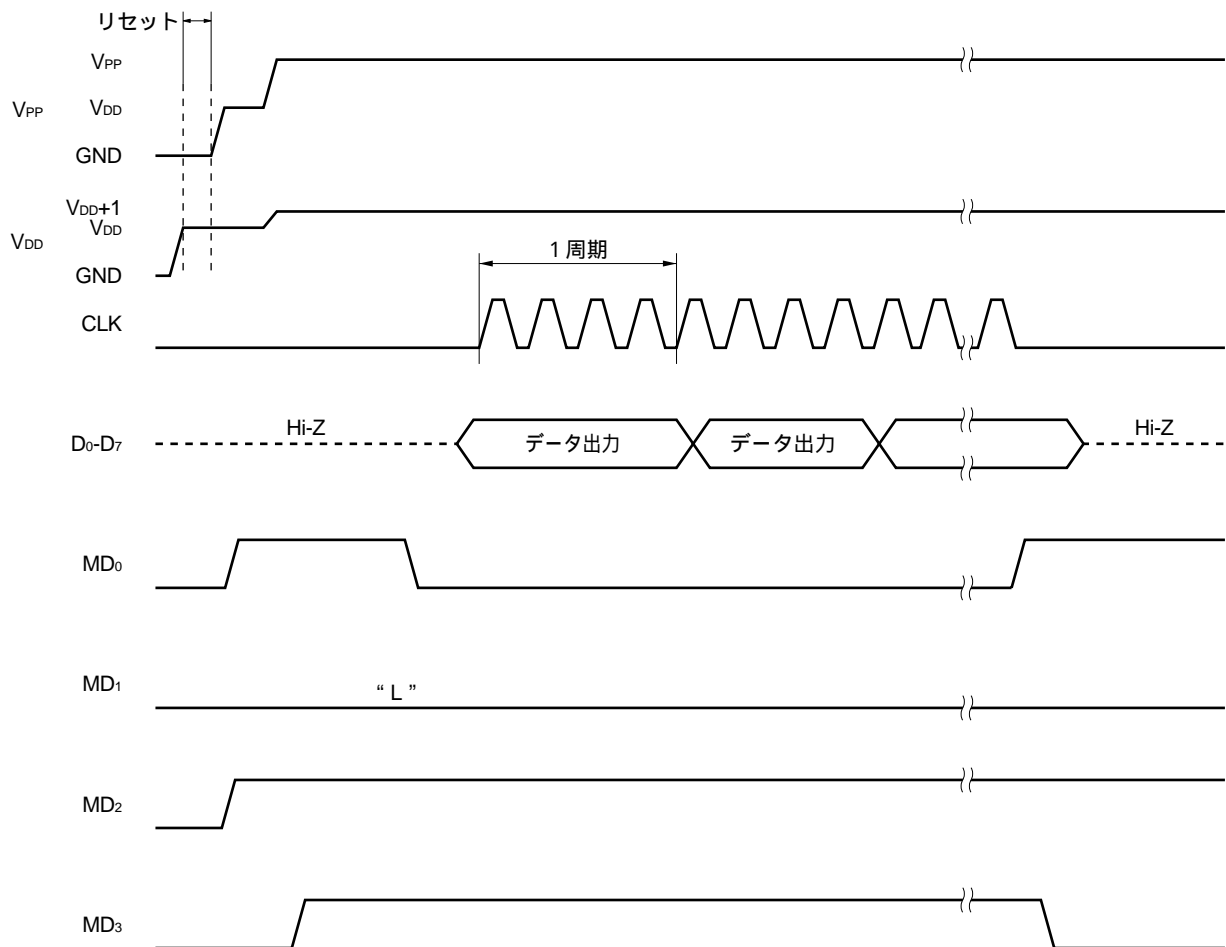 リセット
VPP
VPP VDD
GND
VDD+1
VDD VDD
GND
1 周期
CLK
D0-D7 Hi-Z データ出力 データ出力 Hi-Z
MD0
MD1 “ L ”
MD2
MD3